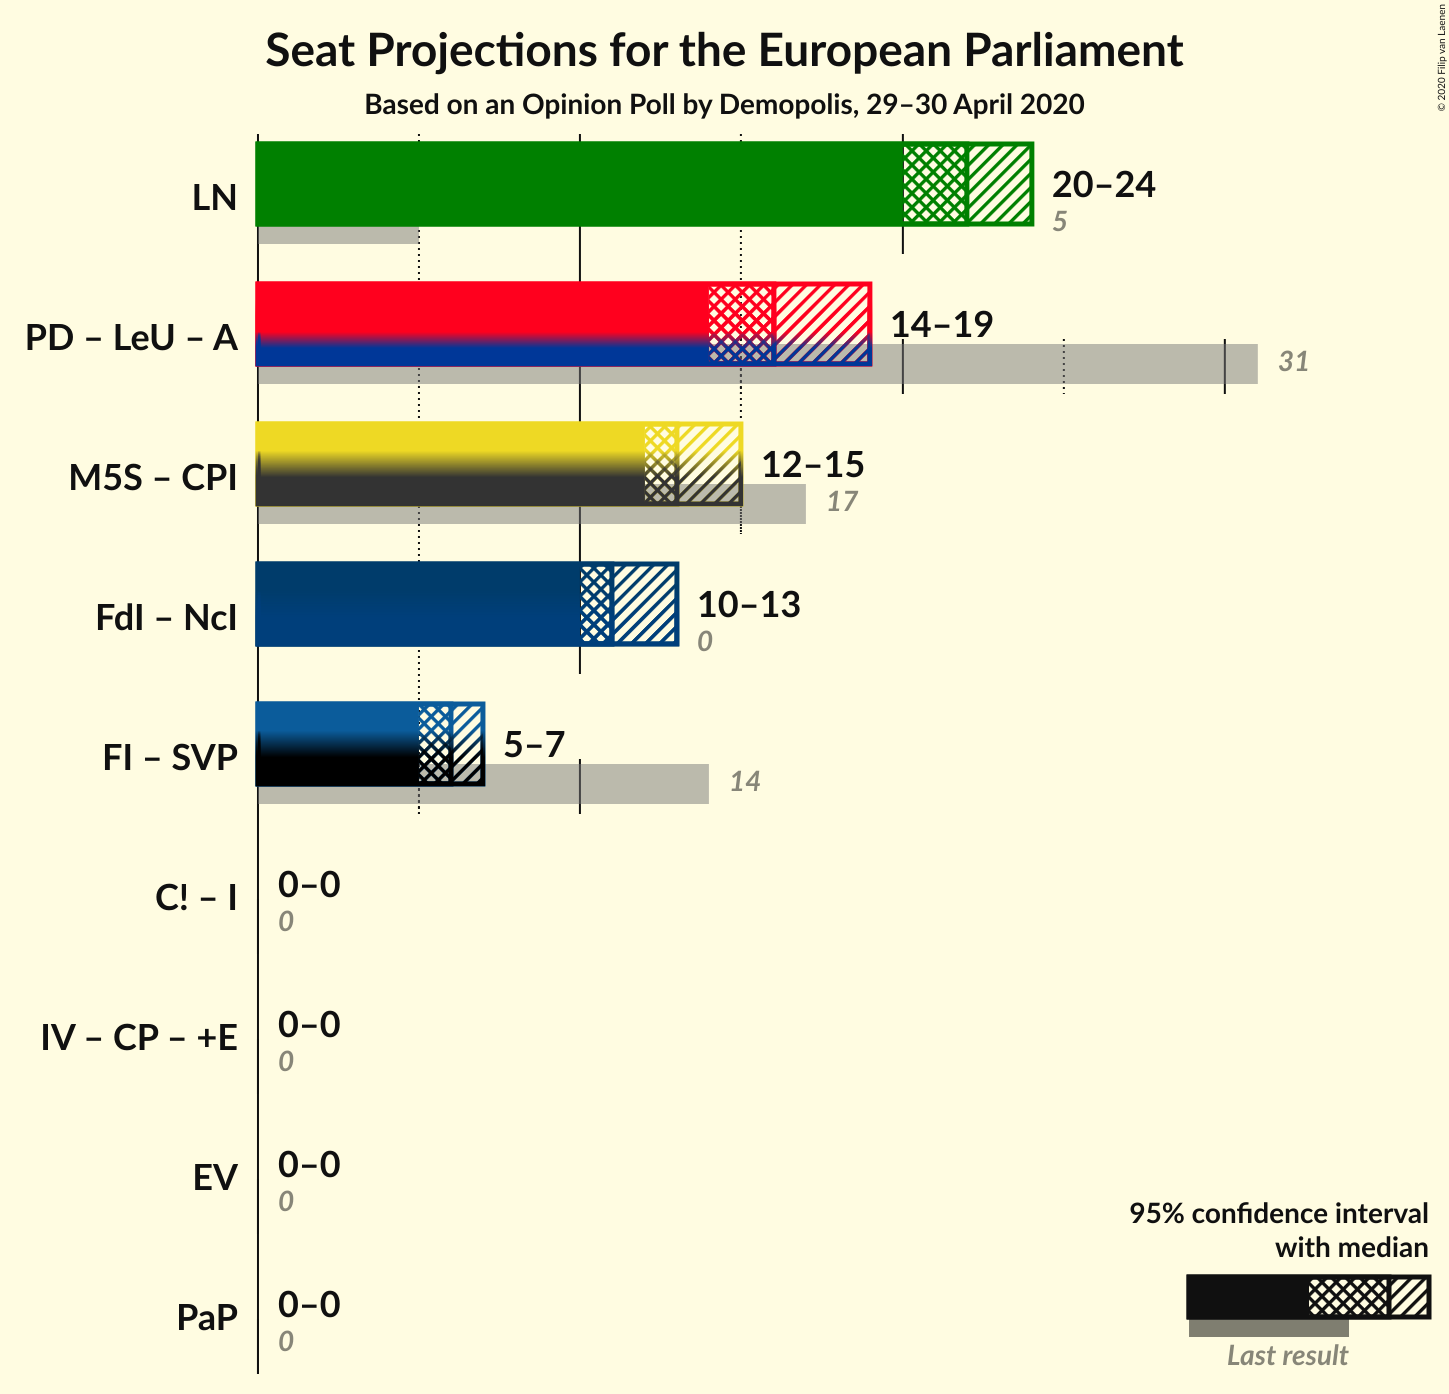 Seat Projections for the European Parliament
Based on an Opinion Poll by Demopolis, 29–30 April 2020
© 2020 Filip van Laenen
LN
20–24
5
PD – LeU – A
14–19
31
M5S – CPI
12–15
17
FdI – NcI
10–13
0
FI – SVP
5–7
14
C! – I
0–0
0
IV – CP – +E
0–0
0
EV
0–0
0
PaP
0–0
0
95% confidence interval
with median
Last result